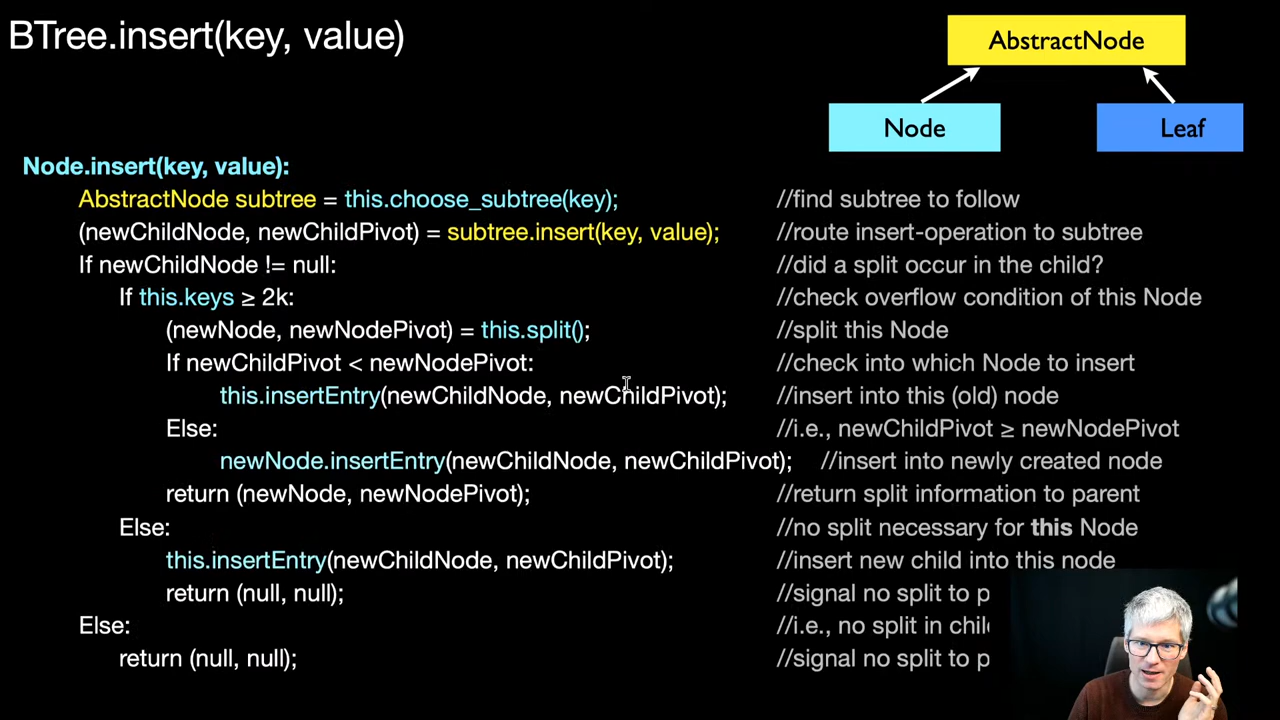 BTree.insert(key, value)
AbstractNode
Node
Leaf
Node.insert(key, value):
AbstractNode subtree = this.choose_subtree(key); //find subtree to follow
(newChildNode, newChildPivot) = subtree.insert(key, value); //route insert-operation to subtree
If newChildNode != null: //did a split occur in the child?
If this.keys ≥ 2k: //check overflow condition of this Node
(newNode, newNodePivot) = this.split(); //split this Node
If newChildPivot < newNodePivot: //check into which Node to insert
this.insertEntry(newChildNode, newChildPivot); //insert into this (old) node
Else: //i.e., newChildPivot ≥ newNodePivot
newNode.insertEntry(newChildNode, newChildPivot); //insert into newly created node
return (newNode, newNodePivot); //return split information to parent
Else: //no split necessary for this Node
this.insertEntry(newChildNode, newChildPivot); //insert new child into this node
return (null, null); //signal no split to p
Else: //i.e., no split in chil
return (null, null); //signal no split to p